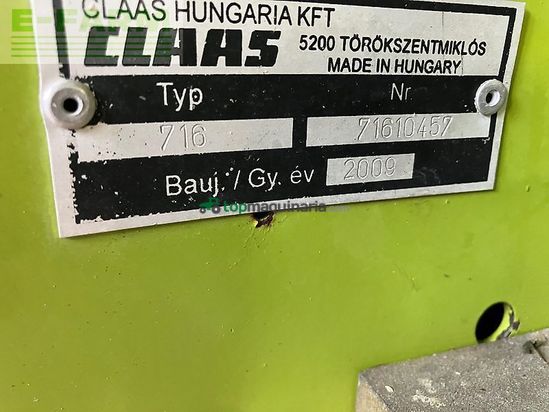 CLAAS HUNGARIA KFT
CLAAS
5200 TÖRÖKSZENTMIKLÓS
MADE IN HUNGARY
Typ
Nr
716
71610457
Bauj. / Gy. év
2009
topmaquinaria